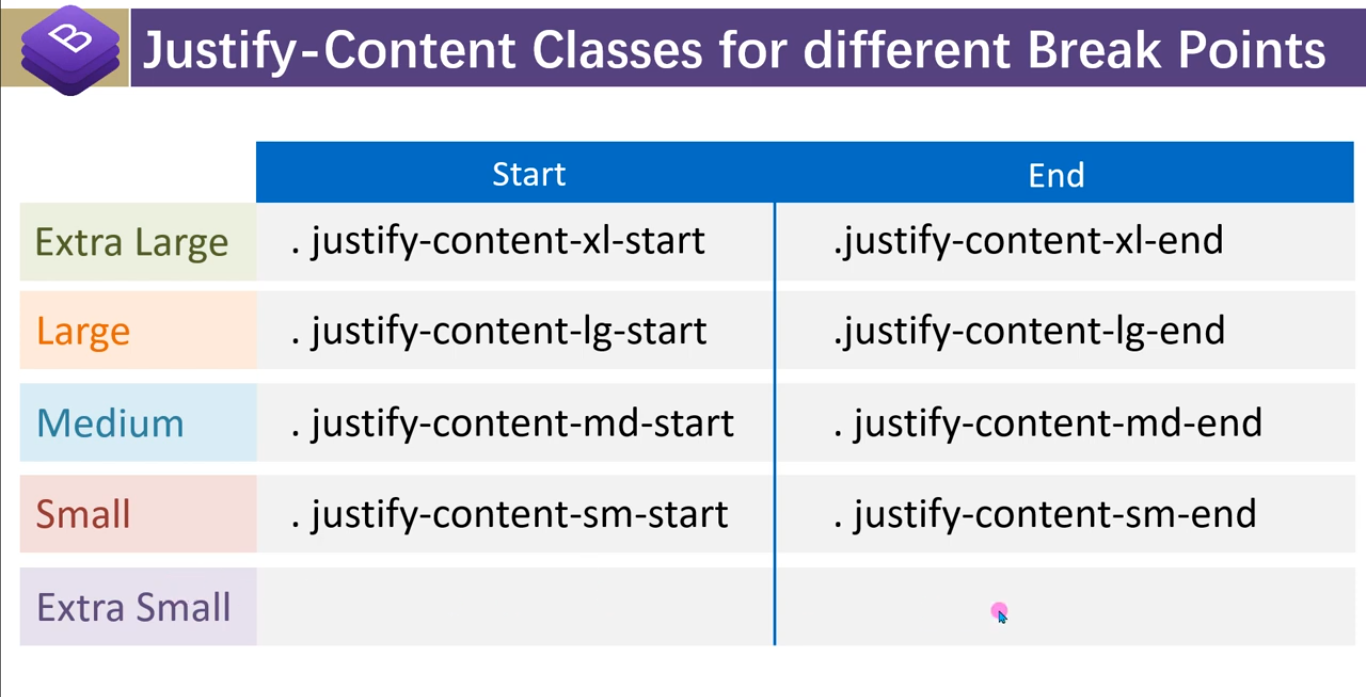 B
Justify-Content Classes for different Break Points
Start End
Extra Large . justify-content-xl-start .justify-content-xl-end
Large . justify-content-lg-start .justify-content-lg-end
Medium . justify-content-md-start . justify-content-md-end
Small . justify-content-sm-start . justify-content-sm-end
Extra Small